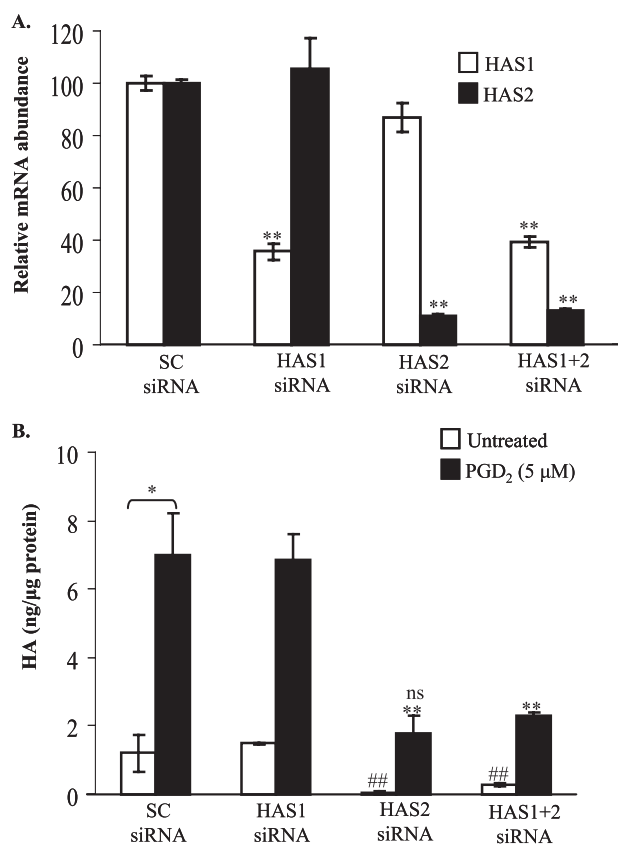 A.
Relative mRNA abundance
120
100
80
60
40
20
0
HAS1
HAS2
**
**
**
**
SC
siRNA
HAS1
siRNA
HAS2
siRNA
HAS1+2
siRNA
B.
HA (ng/µg protein)
10
8
6
4
2
0
Untreated
PGD₂ (5 µM)
*
ns
**
**
##
##
SC
siRNA
HAS1
siRNA
HAS2
siRNA
HAS1+2
siRNA